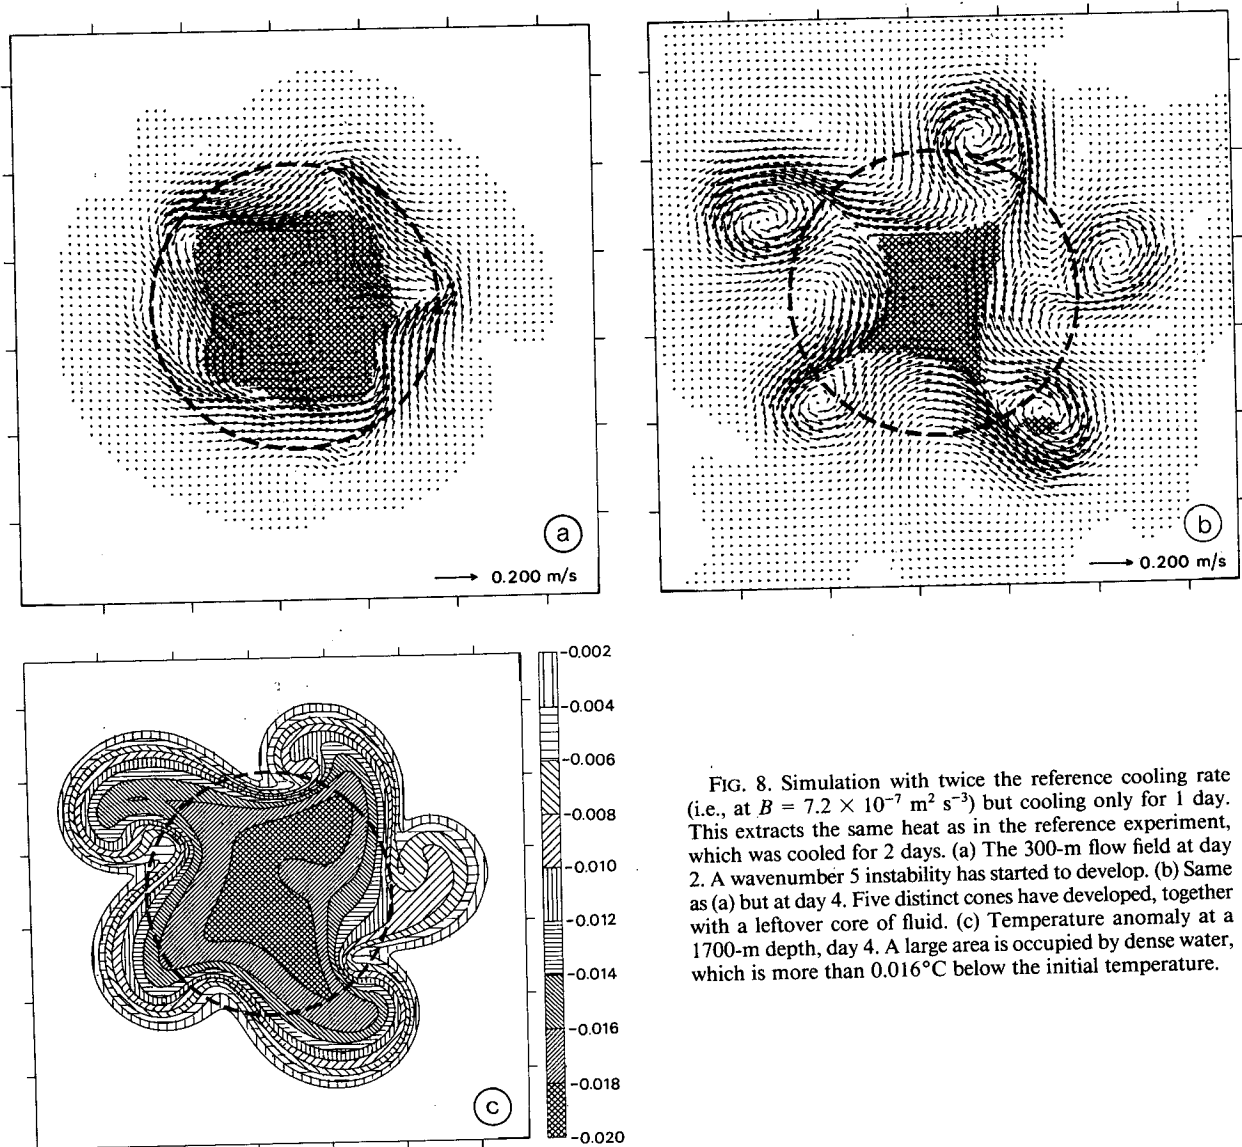 a
0.200 m/s
b
0.200 m/s
-0.002
-0.004
-0.006
-0.008
-0.010
-0.012
-0.014
-0.016
-0.018
-0.020
c
FIG. 8. Simulation with twice the reference cooling rate
(i.e., at B = 7.2 × 10⁻⁷ m² s⁻³) but cooling only for 1 day.
This extracts the same heat as in the reference experiment,
which was cooled for 2 days. (a) The 300-m flow field at day
2. A wavenumber 5 instability has started to develop. (b) Same
as (a) but at day 4. Five distinct cones have developed, together
with a leftover core of fluid. (c) Temperature anomaly at a
1700-m depth, day 4. A large area is occupied by dense water,
which is more than 0.016°C below the initial temperature.